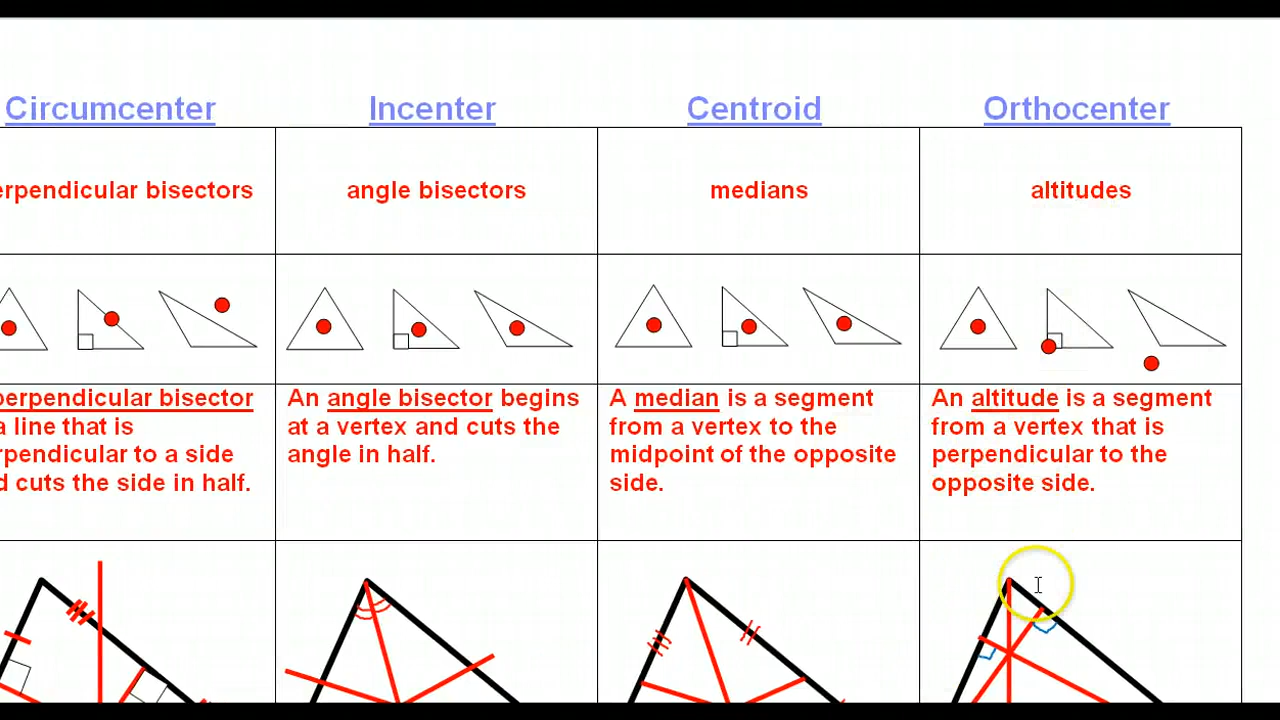 Circumcenter Incenter Centroid Orthocenter
erpendicular bisectors angle bisectors medians altitudes
perpendicular bisector
a line that is
rpendicular to a side
d cuts the side in half.
An angle bisector begins
at a vertex and cuts the
angle in half.
A median is a segment
from a vertex to the
midpoint of the opposite
side.
An altitude is a segment
from a vertex that is
perpendicular to the
opposite side.